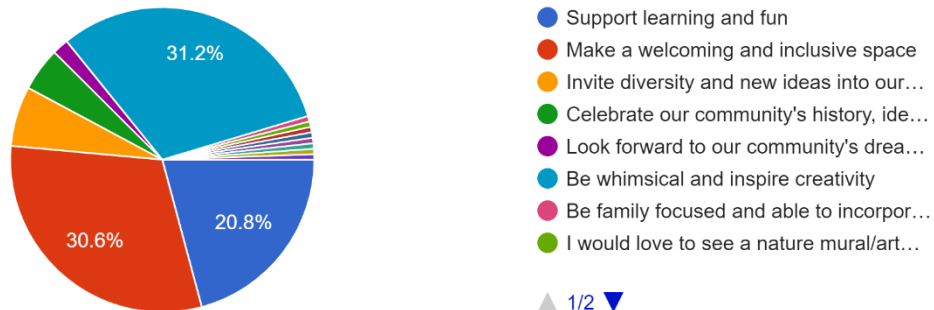 31.2%
30.6%
20.8%
Support learning and fun
Make a welcoming and inclusive space
Invite diversity and new ideas into our…
Celebrate our community's history, ide…
Look forward to our community's drea…
Be whimsical and inspire creativity
Be family focused and able to incorpor…
I would love to see a nature mural/art…
1/2